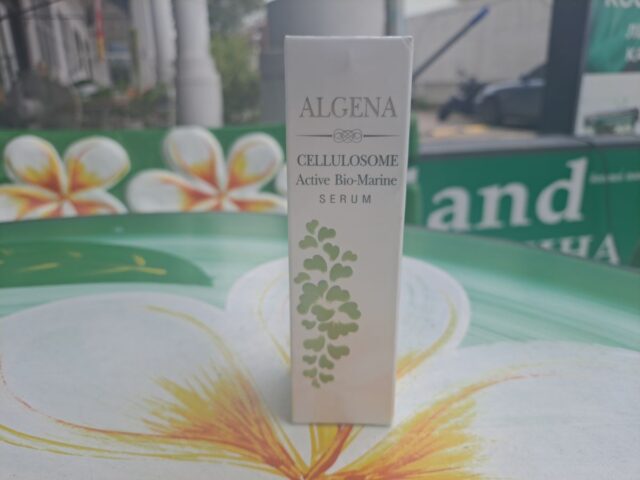 ALGENA
CELLULOSOME
Active Bio-Marine
SERUM
and